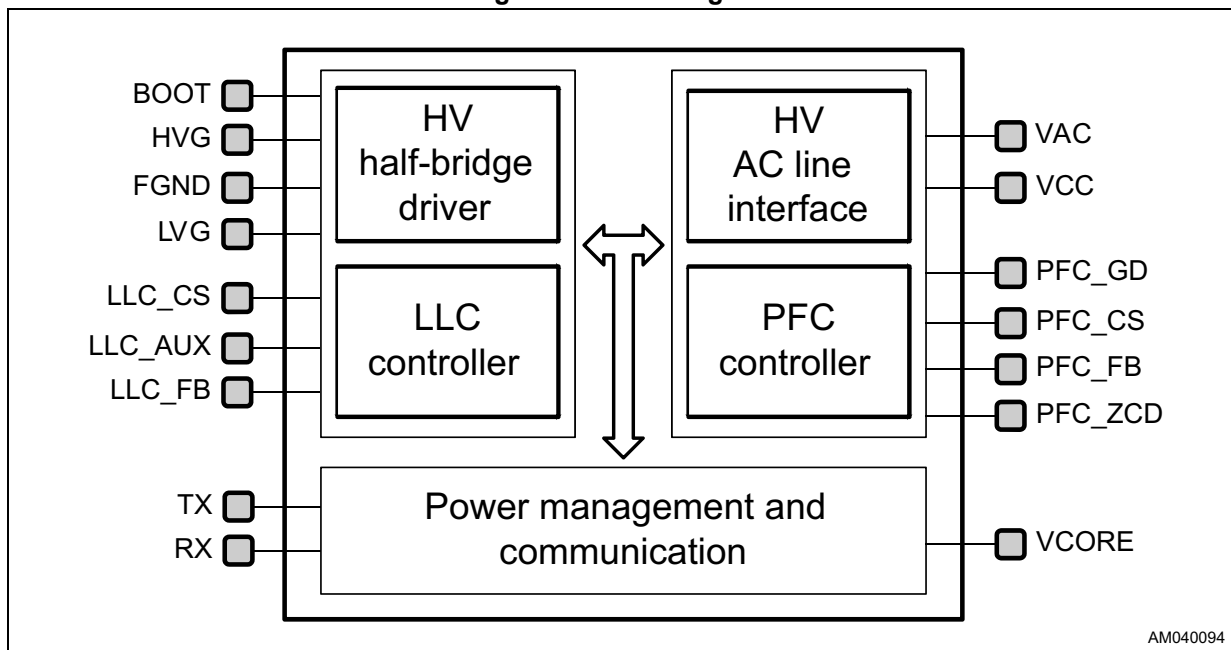 BOOT
HVG
FGND
LVG
LLC_CS
LLC_AUX
LLC_FB
TX
RX
HV
half-bridge
driver
LLC
controller
HV
AC line
interface
PFC
controller
Power management and
communication
VAC
VCC
PFC_GD
PFC_CS
PFC_FB
PFC_ZCD
VCORE
AM040094